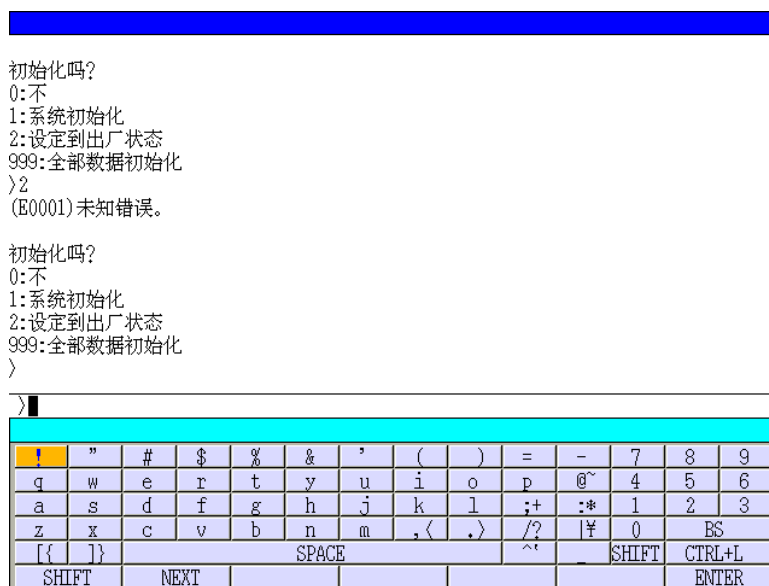 初始化吗?
0:不
1:系统初始化
2:设定到出厂状态
999:全部数据初始化
〉2
(E0001)未知错误。
初始化吗?
0:不
1:系统初始化
2:设定到出厂状态
999:全部数据初始化
〉
〉
! " # $ % & ' ( ) = - 7 8 9
q w e r t y u i o p @~ 4 5 6
a s d f g h j k l ;+ :* 1 2 3
z x c v b n m ,〈 .〉 /? |¥ 0 BS
[{ ]} SPACE ^` _ SHIFT CTRL+L
SHIFT NEXT ENTER